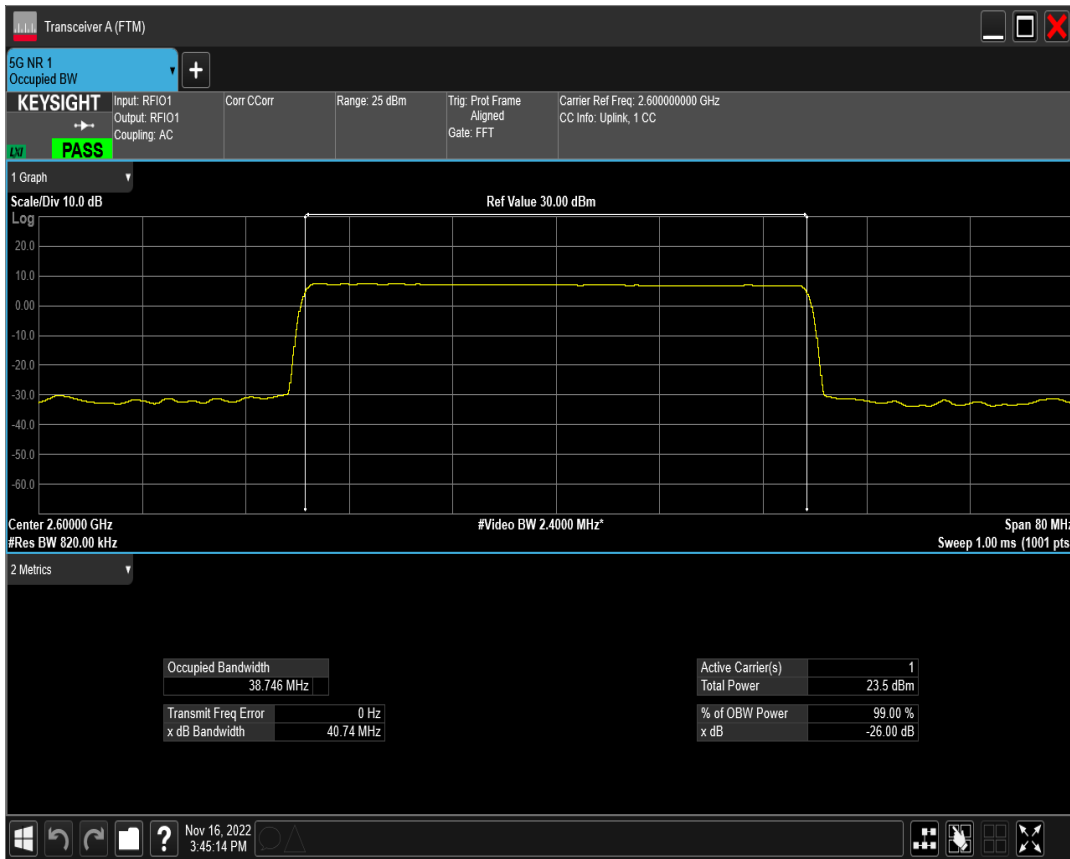 Transceiver A (FTM)
5G NR 1
Occupied BW
+
KEYSIGHT
LXI
PASS
Input: RFIO1
Output: RFIO1
Coupling: AC
Corr CCorr
Range: 25 dBm
Trig: Prot Frame
Aligned
Gate: FFT
Carrier Ref Freq: 2.600000000 GHz
CC Info: Uplink, 1 CC
1 Graph
Scale/Div 10.0 dB
Ref Value 30.00 dBm
Log
20.0
10.0
0.00
-10.0
-20.0
-30.0
-40.0
-50.0
-60.0
Center 2.60000 GHz
#Video BW 2.4000 MHz*
Span 80 MHz
#Res BW 820.00 kHz
Sweep 1.00 ms (1001 pts
2 Metrics
Occupied Bandwidth
38.746 MHz
Transmit Freq Error 0 Hz
x dB Bandwidth 40.74 MHz
Active Carrier(s) 1
Total Power 23.5 dBm
% of OBW Power 99.00 %
x dB -26.00 dB
?
Nov 16, 2022
3:45:14 PM